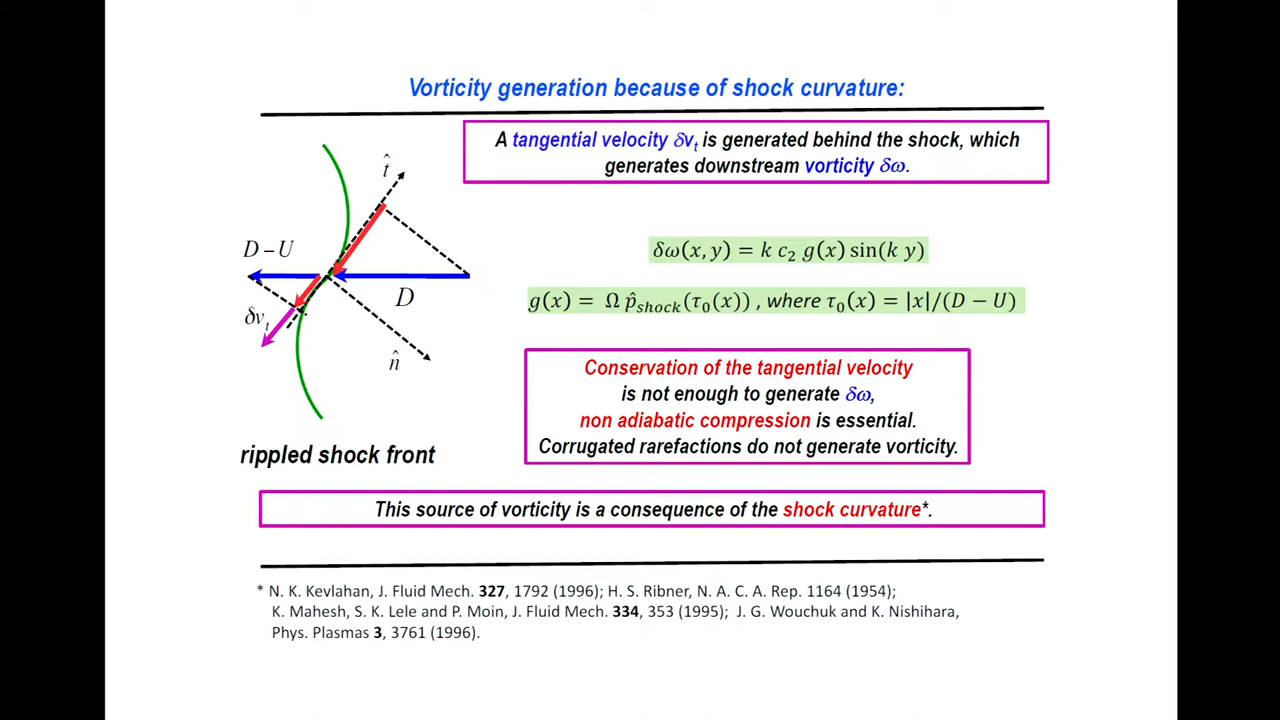 Vorticity generation because of shock curvature:
A tangential velocity δvₜ is generated behind the shock, which
generates downstream vorticity δω.
t̂
D – U
D
δvₜ
n̂
rippled shock front
δω(x, y) = k c₂ g(x) sin(k y)
g(x) = Ω p̂ₛₕₒcₖ(τ₀(x)) , where τ₀(x) = |x|/(D − U)
Conservation of the tangential velocity
is not enough to generate δω,
non adiabatic compression is essential.
Corrugated rarefactions do not generate vorticity.
This source of vorticity is a consequence of the shock curvature*.
* N. K. Kevlahan, J. Fluid Mech. 327, 1792 (1996); H. S. Ribner, N. A. C. A. Rep. 1164 (1954);
K. Mahesh, S. K. Lele and P. Moin, J. Fluid Mech. 334, 353 (1995); J. G. Wouchuk and K. Nishihara,
Phys. Plasmas 3, 3761 (1996).